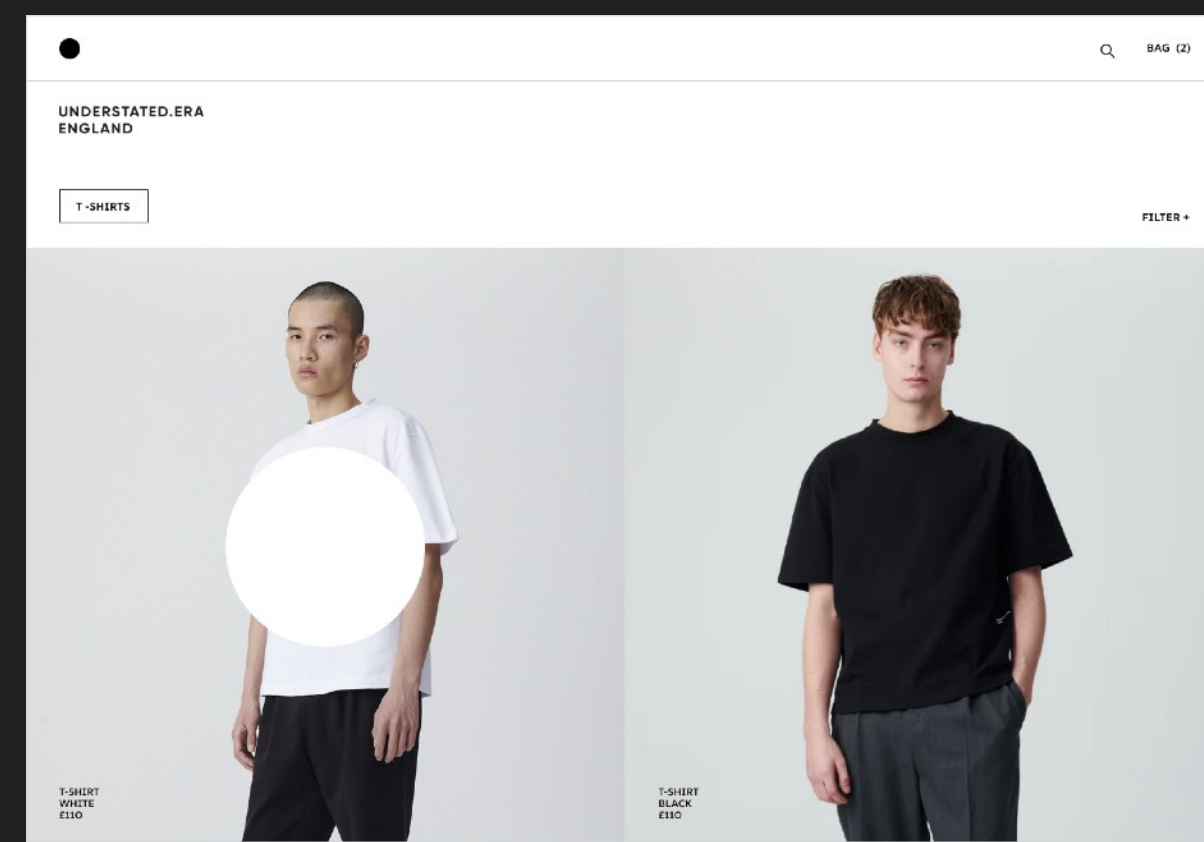 BAG (2)
UNDERSTATED.ERA
ENGLAND
T -SHIRTS
FILTER +
T-SHIRT
WHITE
£110
T-SHIRT
BLACK
£110